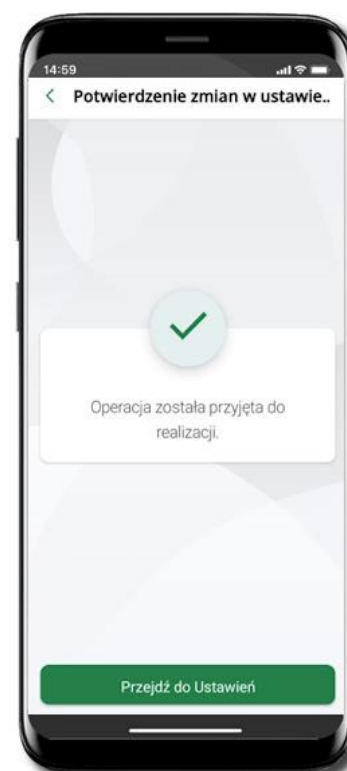 14:59
Potwierdzenie zmian w ustawie..
Operacja została przyjęta do
realizacji.
Przejdź do Ustawień